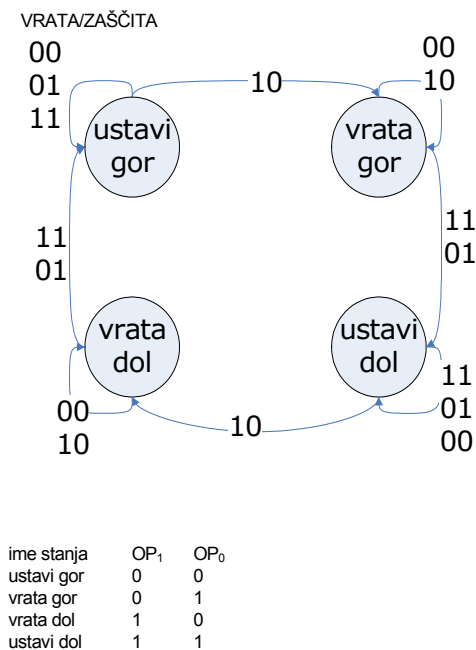 VRATA/ZAŠČITA
00
01
11
10
00
10
ustavi
gor
vrata
gor
11
01
11
01
vrata
dol
ustavi
dol
00
10
10
11
01
00
ime stanja OP₁ OP₀
ustavi gor 0 0
vrata gor 0 1
vrata dol 1 0
ustavi dol 1 1